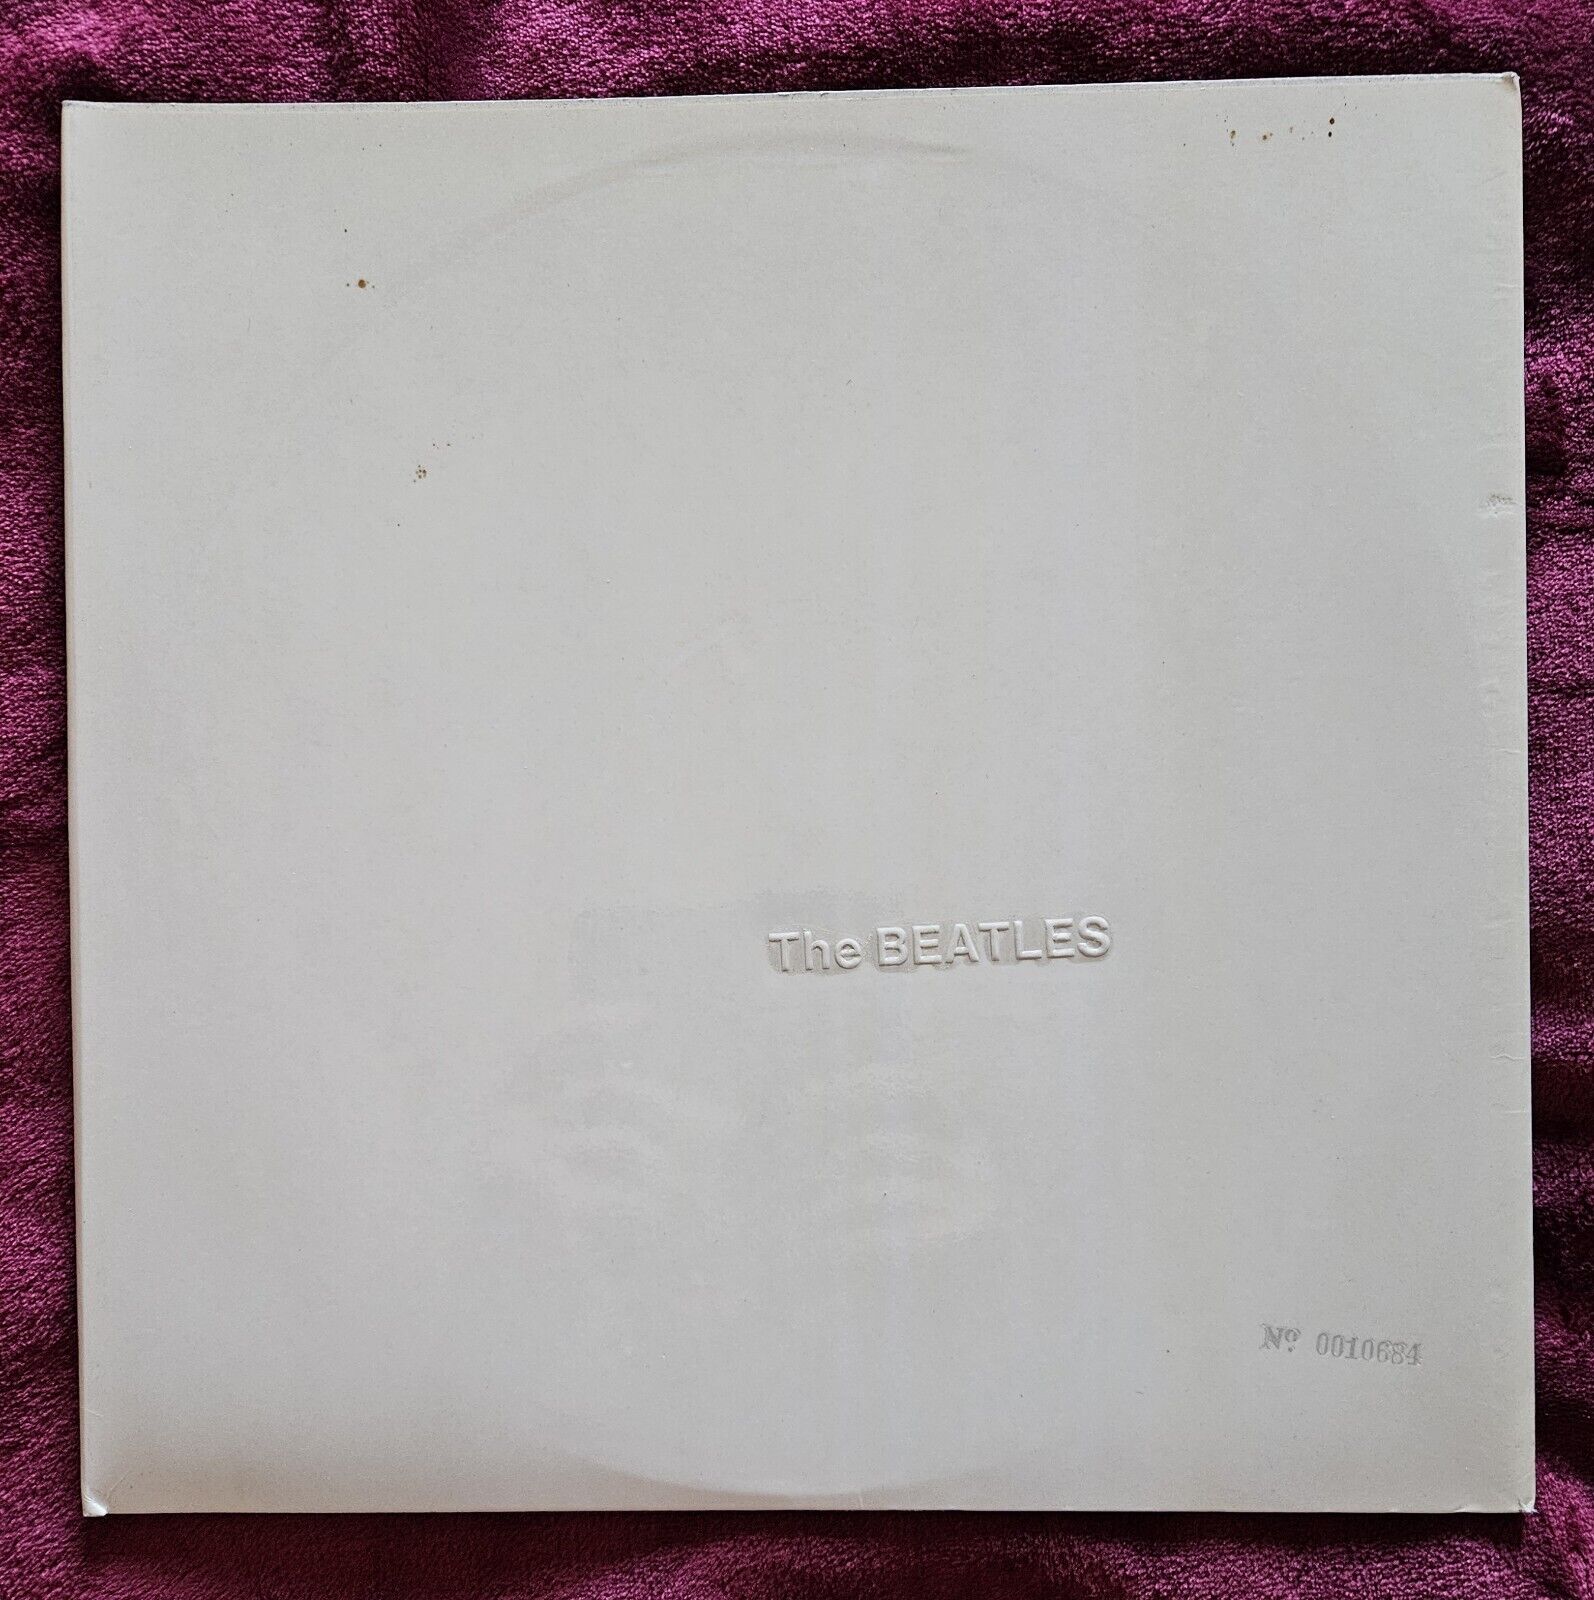 The BEATLES
Nº 0010684